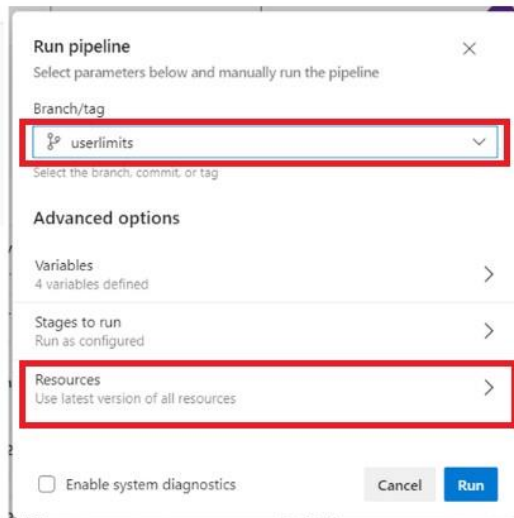 Run pipeline
Select parameters below and manually run the pipeline
Branch/tag
userlimits
Select the branch, commit, or tag
Advanced options
Variables
4 variables defined
Stages to run
Run as configured
Resources
Use latest version of all resources
Enable system diagnostics
Cancel
Run